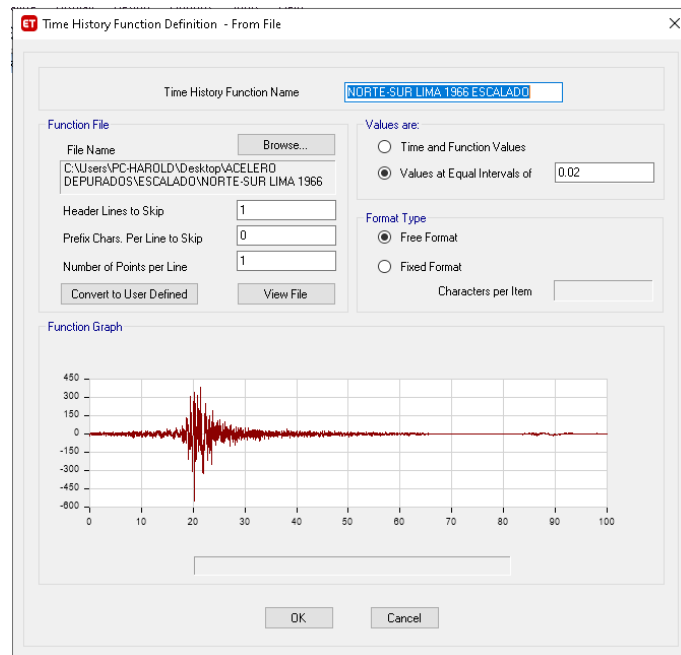 ET Time History Function Definition - From File
Time History Function Name NORTE-SUR LIMA 1966 ESCALADO
Function File
File Name Browse...
C:\Users\PC-HAROLD\Desktop\ACELERO
DEPURADOS\ESCALADO\NORTE-SUR LIMA 1966
Header Lines to Skip 1
Prefix Chars. Per Line to Skip 0
Number of Points per Line 1
Convert to User Defined View File
Values are:
Time and Function Values
Values at Equal Intervals of 0.02
Format Type
Free Format
Fixed Format
Characters per Item
Function Graph
450
300
150
0
-150
-300
-450
-600
0 10 20 30 40 50 60 70 80 90 100
OK Cancel